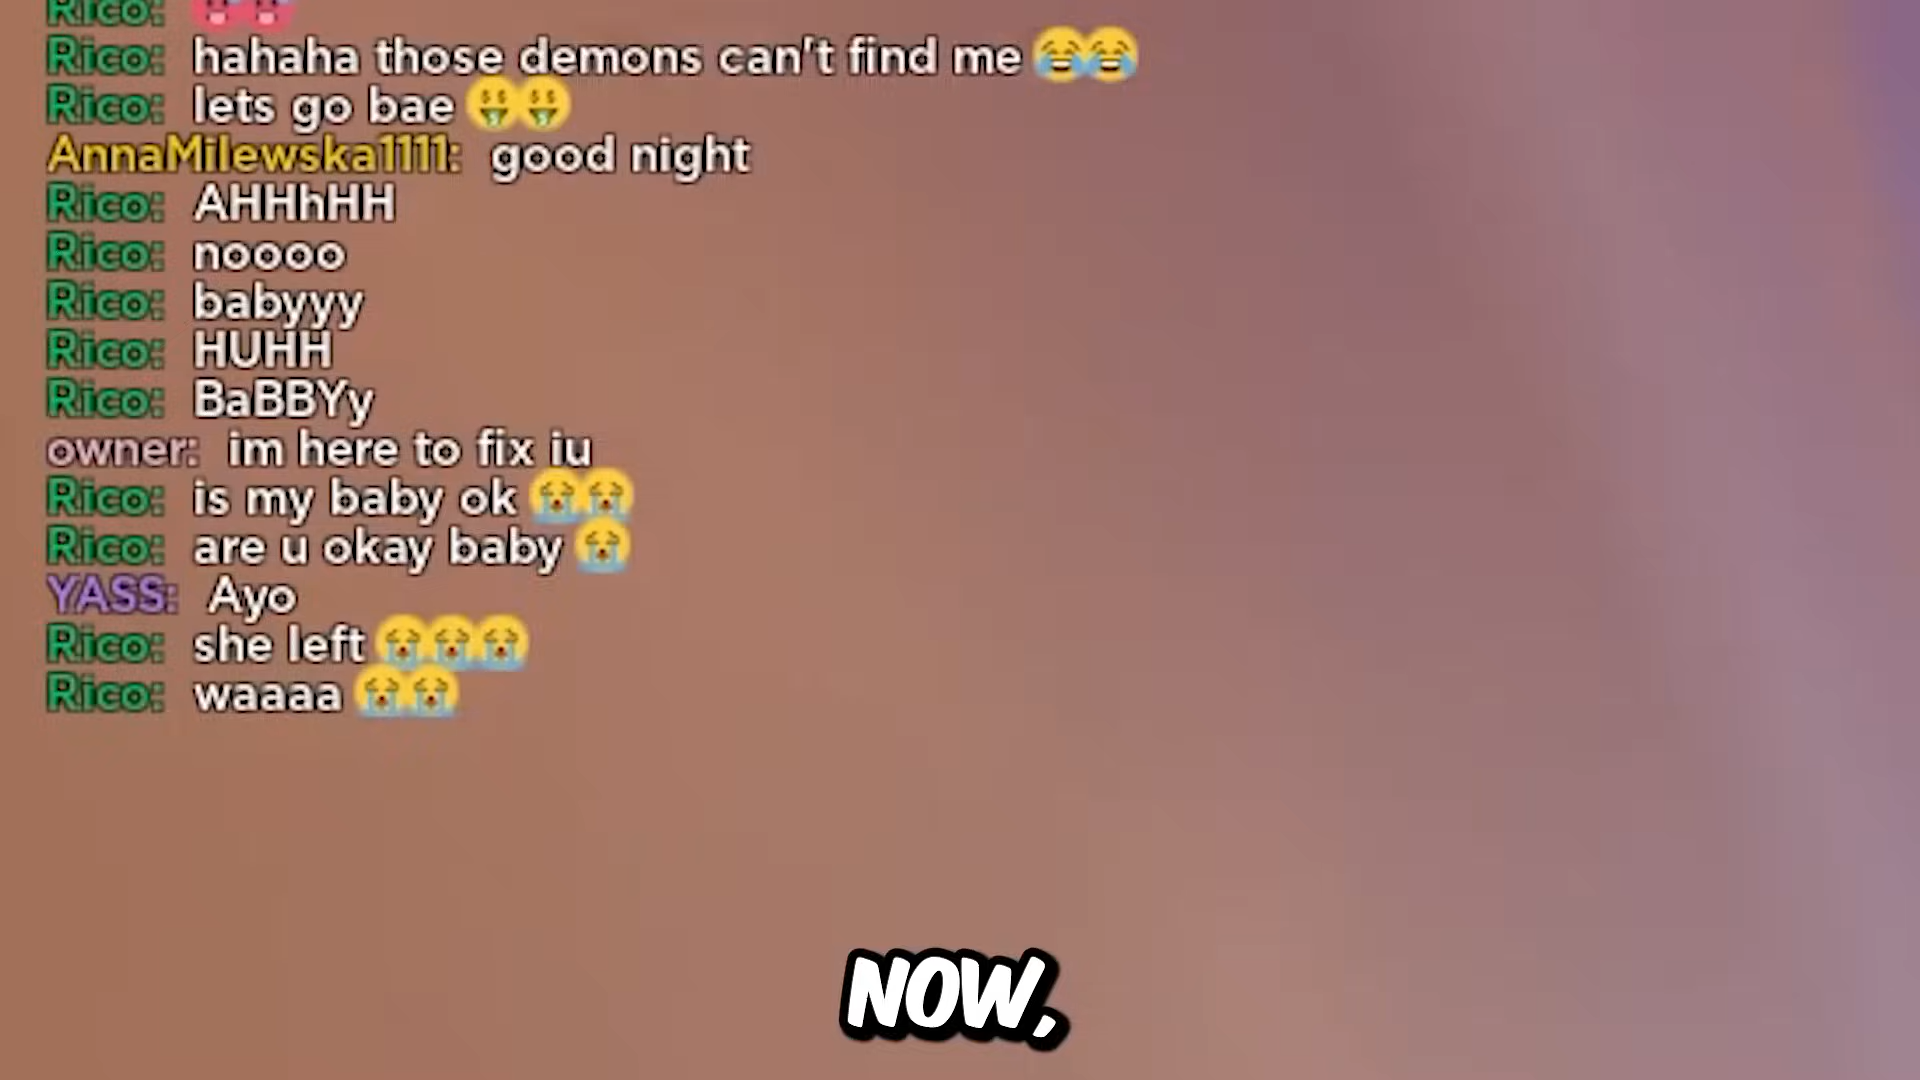 Rico: 🥵🥵
Rico: hahaha those demons can't find me 😂😂
Rico: lets go bae 🤑🤑
AnnaMilewska1111: good night
Rico: AHHhHH
Rico: noooo
Rico: babyyy
Rico: HUHH
Rico: BaBBYy
owner: im here to fix iu
Rico: is my baby ok 😭😭
Rico: are u okay baby 😭
YASS: Ayo
Rico: she left 😭😭😭
Rico: waaaa 😭😭
NOW,